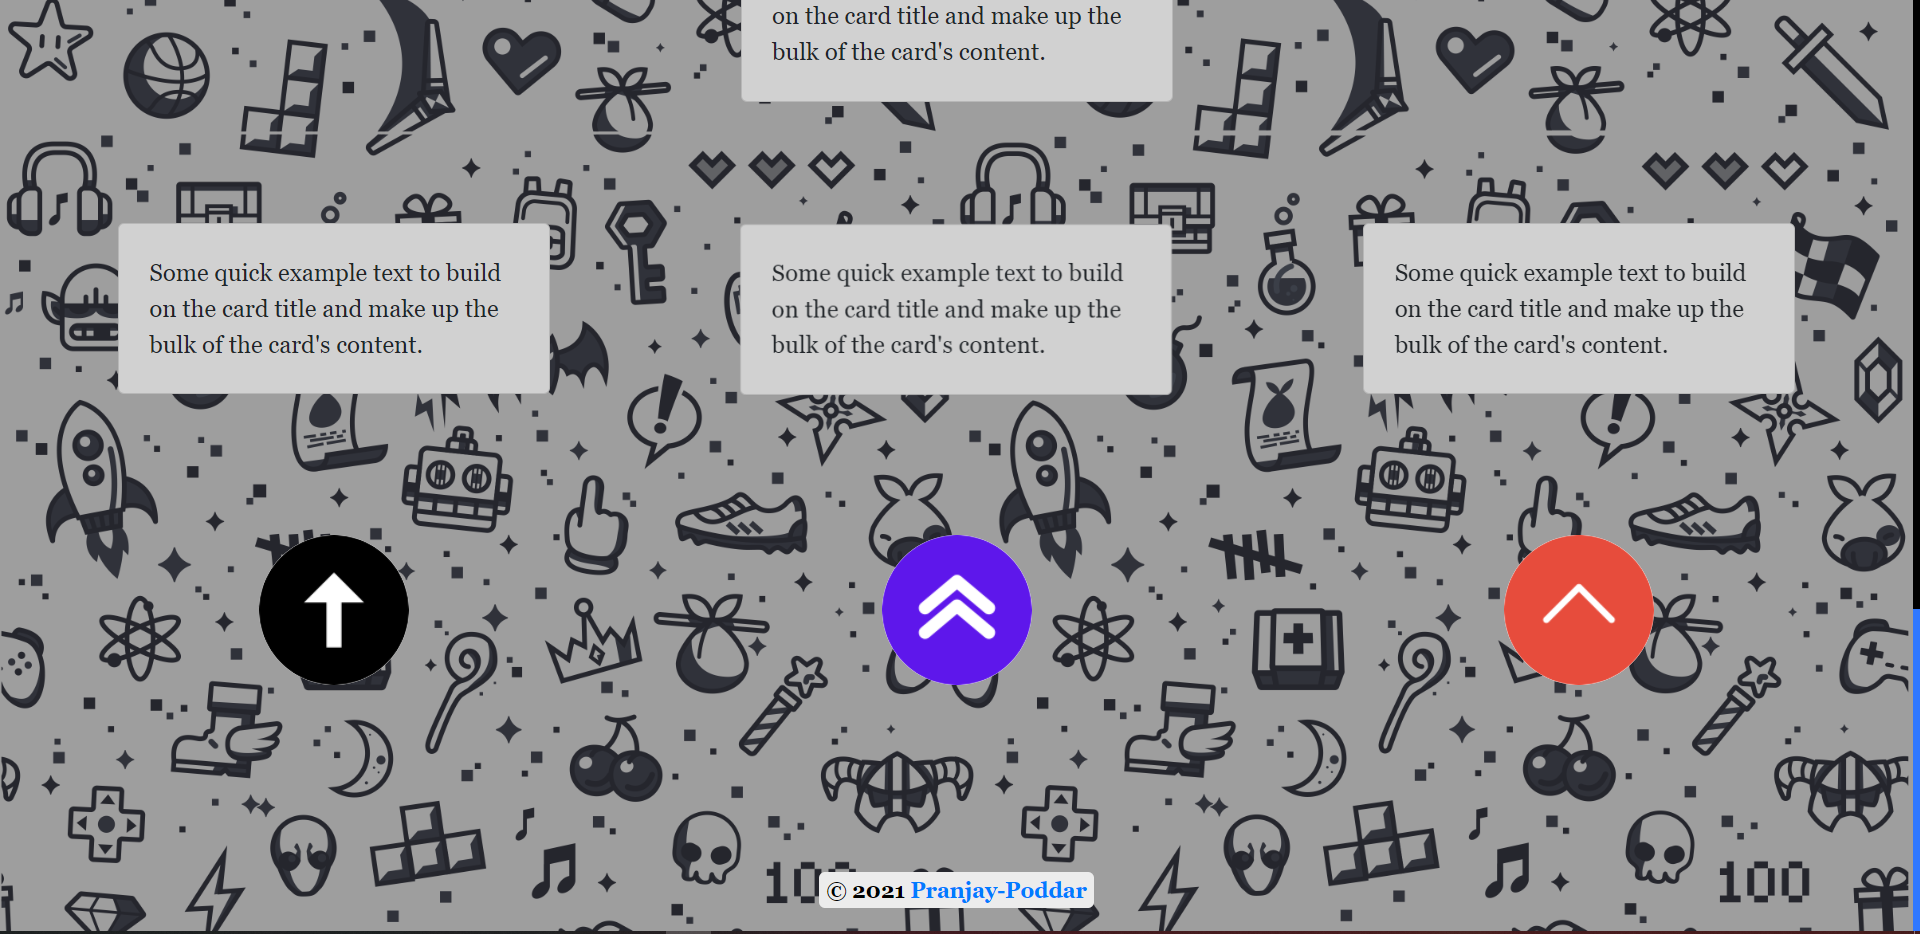 on the card title and make up the
bulk of the card's content.
Some quick example text to build
on the card title and make up the
bulk of the card's content.
Some quick example text to build
on the card title and make up the
bulk of the card's content.
Some quick example text to build
on the card title and make up the
bulk of the card's content.
100
100
© 2021 Pranjay-Poddar